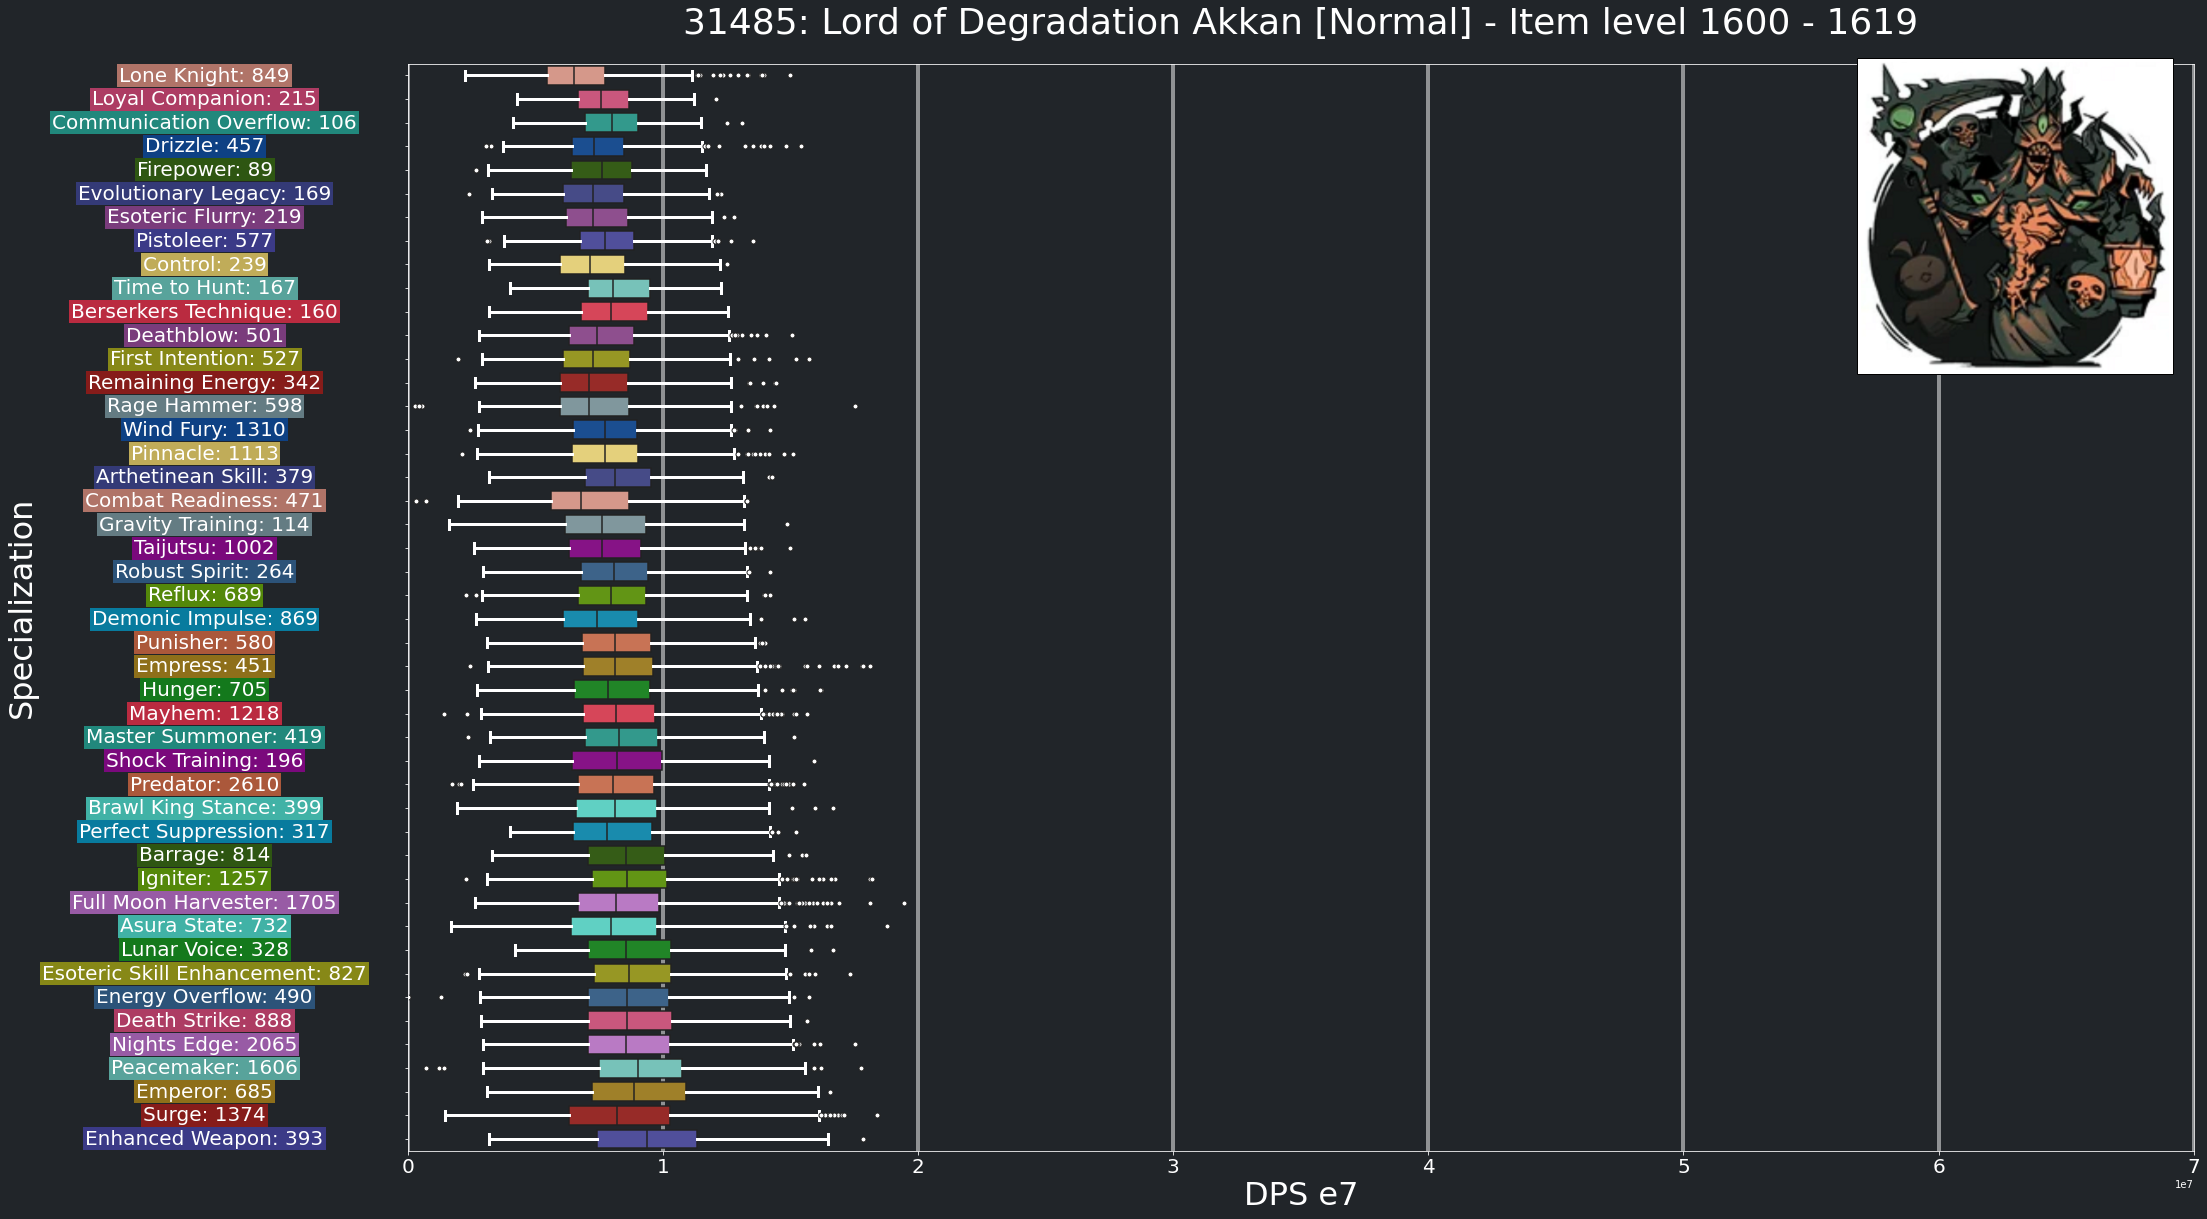 31485: Lord of Degradation Akkan [Normal] - Item level 1600 - 1619
Lone Knight: 849
Loyal Companion: 215
Communication Overflow: 106
Drizzle: 457
Firepower: 89
Evolutionary Legacy: 169
Esoteric Flurry: 219
Pistoleer: 577
Control: 239
Time to Hunt: 167
Berserkers Technique: 160
Deathblow: 501
First Intention: 527
Remaining Energy: 342
Rage Hammer: 598
Wind Fury: 1310
Pinnacle: 1113
Arthetinean Skill: 379
Combat Readiness: 471
Gravity Training: 114
Taijutsu: 1002
Robust Spirit: 264
Reflux: 689
Demonic Impulse: 869
Punisher: 580
Empress: 451
Hunger: 705
Mayhem: 1218
Master Summoner: 419
Shock Training: 196
Predator: 2610
Brawl King Stance: 399
Perfect Suppression: 317
Barrage: 814
Igniter: 1257
Full Moon Harvester: 1705
Asura State: 732
Lunar Voice: 328
Esoteric Skill Enhancement: 827
Energy Overflow: 490
Death Strike: 888
Nights Edge: 2065
Peacemaker: 1606
Emperor: 685
Surge: 1374
Enhanced Weapon: 393
Specialization
0 1 2 3 4 5 6 7
1e7
DPS e7